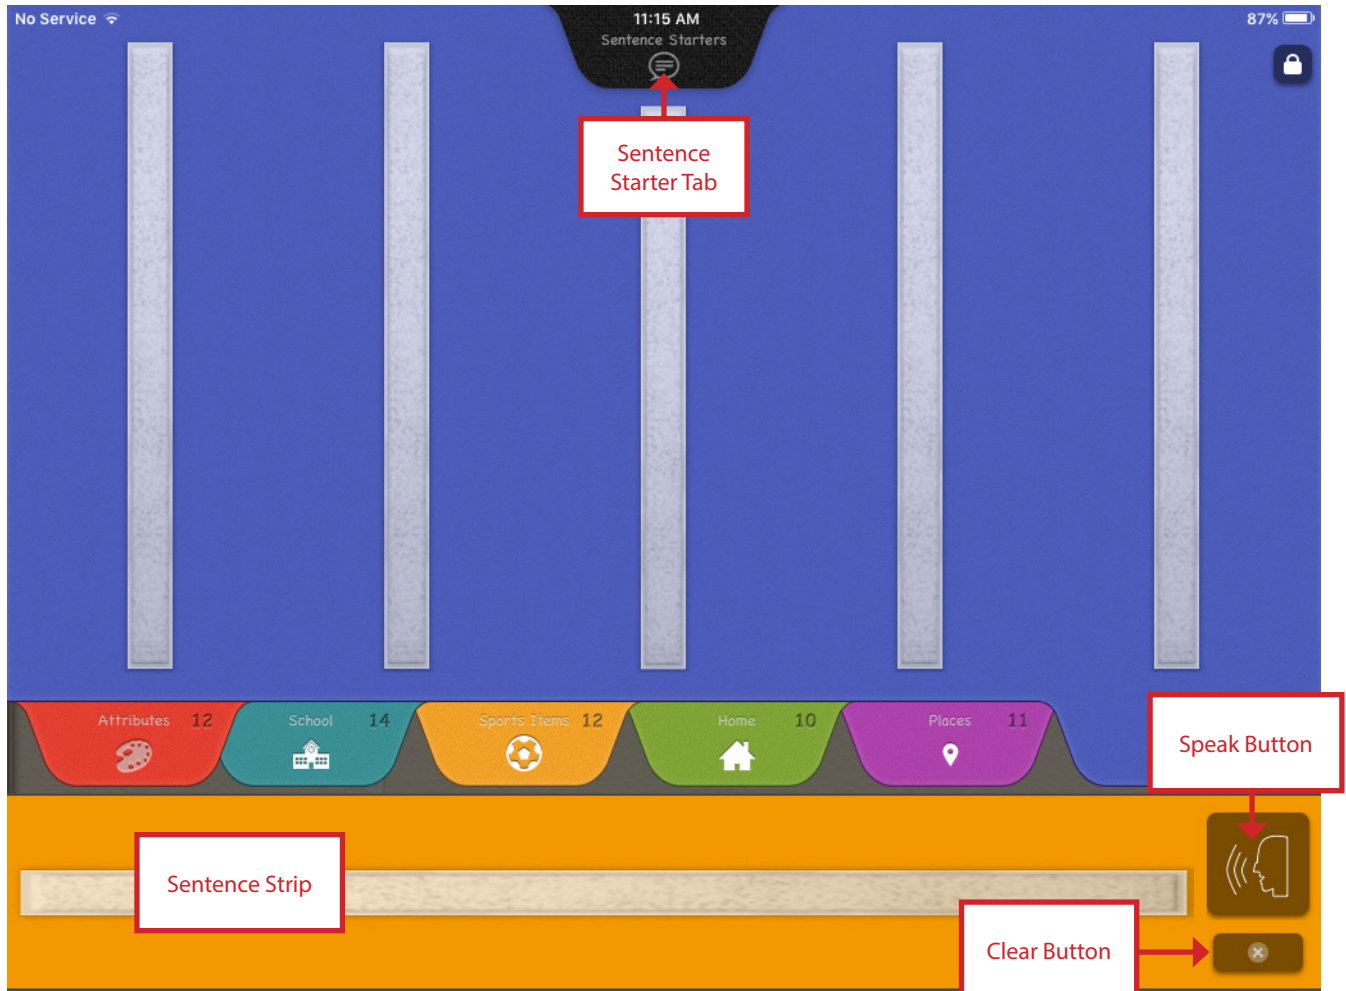 No Service
11:15 AM
87%
Sentence Starters
Sentence
Starter Tab
Attributes 12
School 14
Sports Items 12
Home 10
Places 11
Speak Button
Sentence Strip
Clear Button